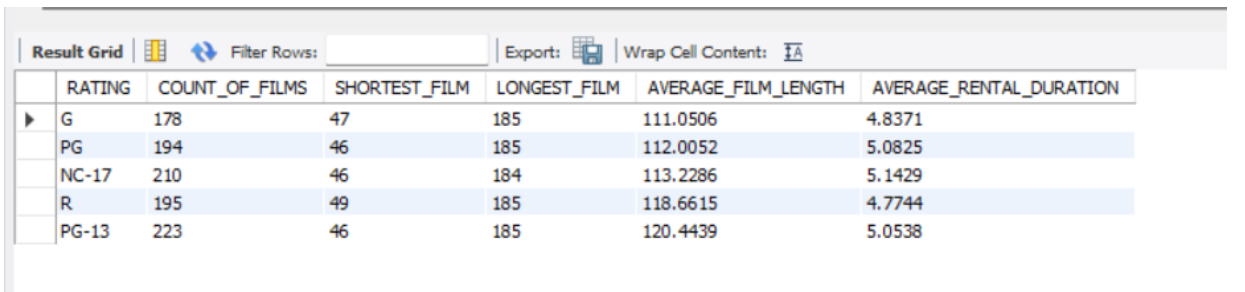 Result Grid Filter Rows: Export: Wrap Cell Content: IA
RATING COUNT_OF_FILMS SHORTEST_FILM LONGEST_FILM AVERAGE_FILM_LENGTH AVERAGE_RENTAL_DURATION
G 178 47 185 111.0506 4.8371
PG 194 46 185 112.0052 5.0825
NC-17 210 46 184 113.2286 5.1429
R 195 49 185 118.6615 4.7744
PG-13 223 46 185 120.4439 5.0538